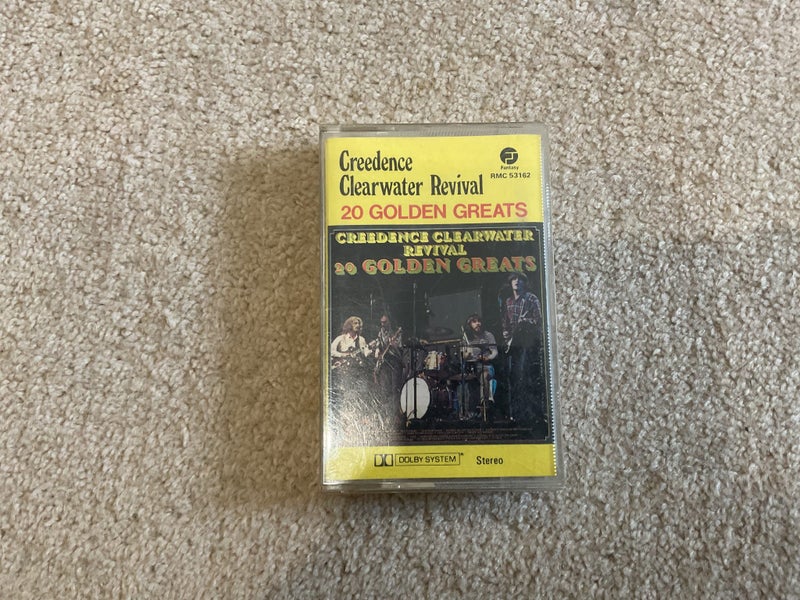 Creedence
Clearwater Revival
Fantasy
RMC 53162
20 GOLDEN GREATS
CREEDENCE CLEARWATER
REVIVAL
20 GOLDEN GREATS
DOLBY SYSTEM*
Stereo